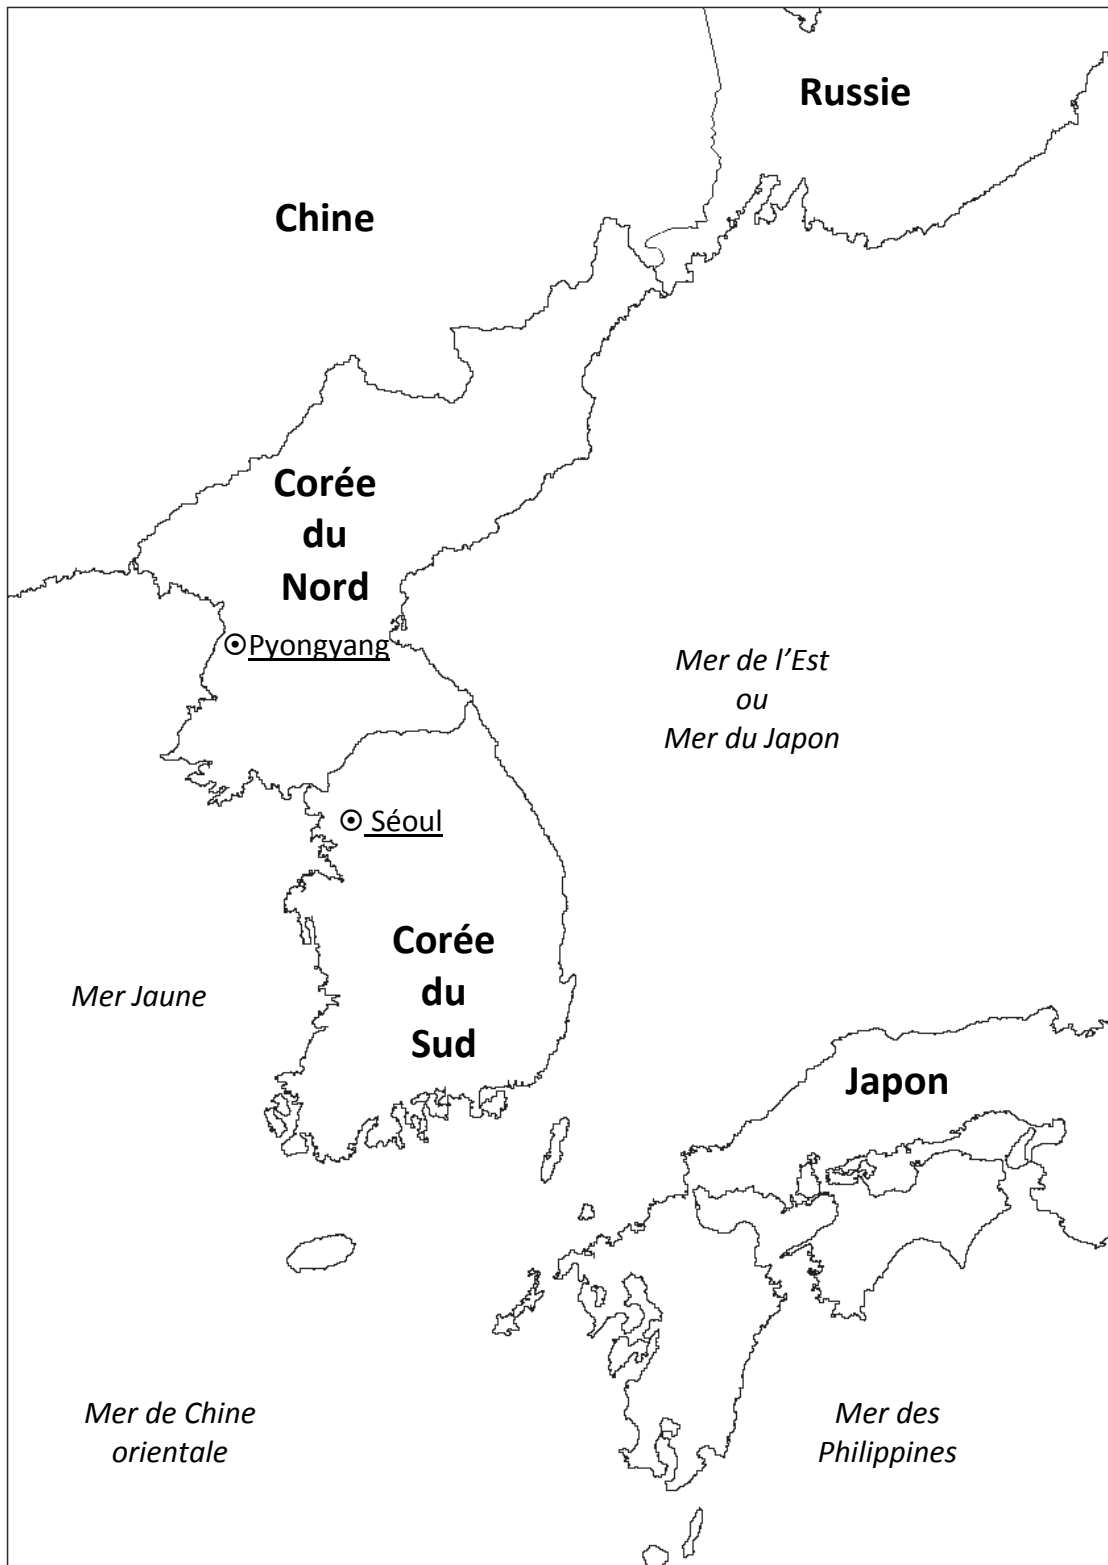 Russie
Chine
Corée
du
Nord
Pyongyang
Mer de l’Est
ou
Mer du Japon
Séoul
Corée
du
Sud
Mer Jaune
Japon
Mer de Chine
orientale
Mer des
Philippines